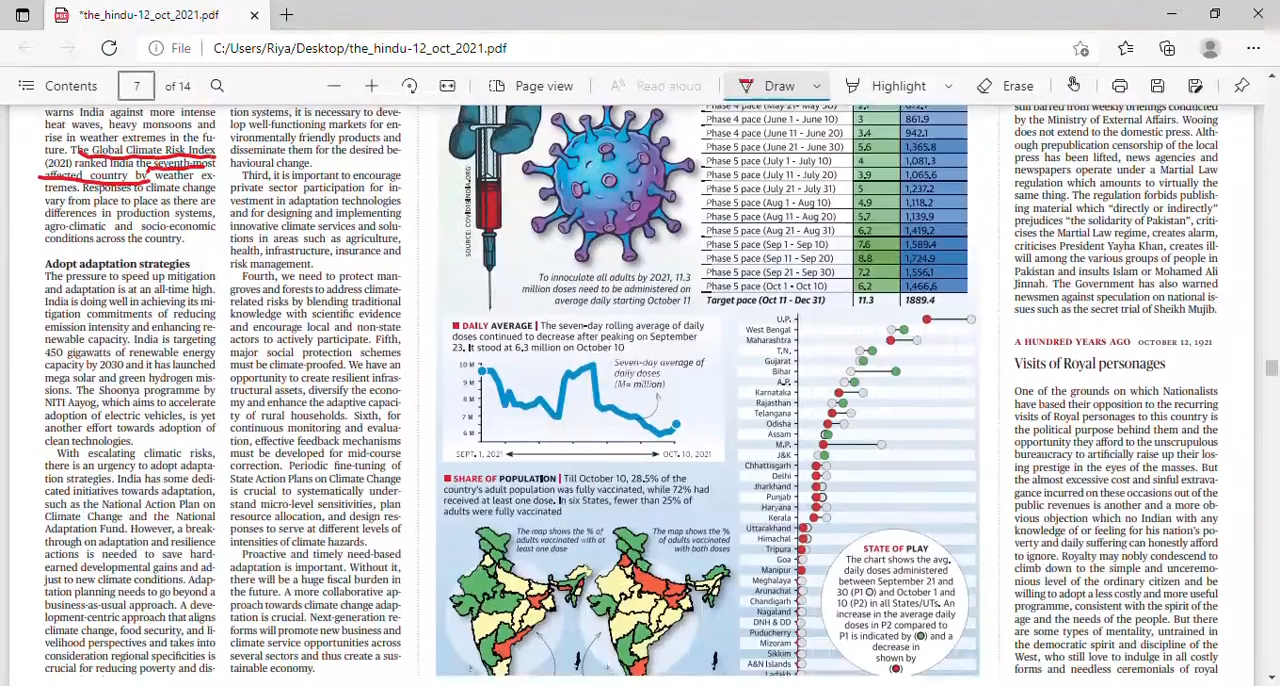 *the_hindu-12_oct_2021.pdf
File
C:/Users/Riya/Desktop/the_hindu-12_oct_2021.pdf
Contents
7
of 14
Page view
Read aloud
Draw
Highlight
Erase
warns India against more intense
heat waves, heavy monsoons and
rise in weather extremes in the fu-
ture. The Global Climate Risk Index
(2021) ranked India the seventh-most
affected country by weather ex-
tremes. Responses to climate change
vary from place to place as there are
differences in production systems,
agro-climatic and socio-economic
conditions across the country.
Adopt adaptation strategies
The pressure to speed up mitigation
and adaptation is at an all-time high.
India is doing well in achieving its mi-
tigation commitments of reducing
emission intensity and enhancing re-
newable capacity. India is targeting
450 gigawatts of renewable energy
capacity by 2030 and it has launched
mega solar and green hydrogen mis-
sions. The Shoonya programme by
NITI Aayog, which aims to accelerate
adoption of electric vehicles, is yet
another effort towards adoption of
clean technologies.
With escalating climatic risks,
there is an urgency to adopt adapta-
tion strategies. India has some ded-
icated initiatives towards adaptation,
such as the National Action Plan on
Climate Change and the National
Adaptation Fund. However, a break-
through on adaptation and resilience
actions is needed to save hard-
earned developmental gains and ad-
just to new climate conditions. Adap-
tation planning needs to go beyond a
business-as-usual approach. A deve-
lopment-centric approach that aligns
climate change, food security, and li-
velihood perspectives and takes into
consideration regional specificities is
crucial for reducing poverty and dis-
tion systems, it is necessary to deve-
lop well-functioning markets for en-
vironmentally friendly products and
disseminate them for the desired be-
havioural change.
Third, it is important to encourage
private sector participation for in-
vestment in adaptation technologies
and for designing and implementing
innovative climate services and solu-
tions in areas such as agriculture,
health, infrastructure, insurance and
risk management.
Fourth, we need to protect man-
groves and forests to address climate-
related risks by blending traditional
knowledge with scientific evidence
and encourage local and non-state
actors to actively participate. Fifth,
major social protection schemes
must be climate-proofed. We have an
opportunity to create resilient infras-
tructural assets, diversify the econo-
my and enhance the adaptive capaci-
ty of rural households. Sixth, for
continuous monitoring and evalua-
tion, effective feedback mechanisms
must be developed for mid-course
correction. Periodic fine-tuning of
State Action Plans on Climate Change
is crucial to systematically under-
stand micro-level sensitivities, plan
resource allocation, and design res-
ponses to serve at different levels of
intensities of climate hazards.
Proactive and timely need-based
adaptation is important. Without it,
there will be a huge fiscal burden in
the future. A more collaborative ap-
proach towards climate change adap-
tation is crucial. Next-generation re-
forms will promote new business and
climate service opportunities across
several sectors and thus create a sus-
tainable economy.
SOURCE: COVID19INDIA.ORG
To innoculate all adults by 2021, 11.3
million doses need to be administered on
average daily starting October 11
Phase 4 pace (June 1 - June 10) 3 861.9
Phase 4 pace (June 11 - June 20) 3.4 942.1
Phase 5 pace (June 21 - June 30) 5.6 1,365.8
Phase 5 pace (July 1 - July 10) 4 1,081.3
Phase 5 pace (July 11 - July 20) 3.9 1,065.6
Phase 5 pace (July 21 - July 31) 5 1,237.2
Phase 5 pace (Aug 1 - Aug 10) 4.9 1,118.2
Phase 5 pace (Aug 11 - Aug 20) 5.7 1,139.9
Phase 5 pace (Aug 21 - Aug 31) 6.2 1,419.2
Phase 5 pace (Sep 1 - Sep 10) 7.6 1,589.4
Phase 5 pace (Sep 11 - Sep 20) 8.8 1,724.9
Phase 5 pace (Sep 21 - Sep 30) 7.2 1,556.1
Phase 5 pace (Oct 1 - Oct 10) 6.2 1,466.6
Target pace (Oct 11 - Dec 31) 11.3 1889.4
DAILY AVERAGE | The seven-day rolling average of daily
doses continued to decrease after peaking on September
23. It stood at 6.3 million on October 10
10 M
9 M
8 M
7 M
6 M
Seven-day average of
daily doses
(M= million)
SEPT. 1, 2021
OCT. 10, 2021
SHARE OF POPULATION | Till October 10, 28.5% of the
country's adult population was fully vaccinated, while 72% had
received at least one dose. In six States, fewer than 25% of
adults were fully vaccinated
The map shows the % of
adults vaccinated with at
least one dose
The map shows the %
of adults vaccinated
with both doses
U.P.
West Bengal
Maharashtra
T.N.
Gujarat
Bihar
A.P.
Karnataka
Rajasthan
Telangana
Odisha
Assam
M.P.
J&K
Chhattisgarh
Delhi
Jharkhand
Punjab
Haryana
Kerala
Uttarakhand
Himachal
Tripura
Goa
Manipur
Meghalaya
Arunachal
Chandigarh
Nagaland
DNH & DD
Puducherry
Mizoram
Sikkim
A&N Islands
Ladakh
STATE OF PLAY
The chart shows the avg.
daily doses administered
between September 21 and
30 (P1 O) and October 1 and
10 (P2) in all States/UTs. An
increase in the average daily
doses in P2 compared to
P1 is indicated by ( ) and a
decrease in
shown by
( )
still barred from weekly briefings conducted
by the Ministry of External Affairs. Wooing
does not extend to the domestic press. Alth-
ough prepublication censorship of the local
press has been lifted, news agencies and
newspapers operate under a Martial Law
regulation which amounts to virtually the
same thing. The regulation forbids publish-
ing material which "directly or indirectly"
prejudices "the solidarity of Pakistan", criti-
cises the Martial Law regime, creates alarm,
criticises President Yayha Khan, creates ill-
will among the various groups of people in
Pakistan and insults Islam or Mohamed Ali
Jinnah. The Government has also warned
newsmen against speculation on national is-
sues such as the secret trial of Sheikh Mujib.
A HUNDRED YEARS AGO OCTOBER 12, 1921
Visits of Royal personages
One of the grounds on which Nationalists
have based their opposition to the recurring
visits of Royal personages to this country is
the political purpose behind them and the
opportunity they afford to the unscrupulous
bureaucracy to artificially raise up their los-
ing prestige in the eyes of the masses. But
the almost excessive cost and sinful extrava-
gance incurred on these occasions out of the
public revenues is another and a more ob-
vious objection which no Indian with any
knowledge of or feeling for his nation's po-
verty and daily suffering can honestly afford
to ignore. Royalty may nobly condescend to
climb down to the simple and unceremo-
nious level of the ordinary citizen and be
willing to adopt a less costly and more useful
programme, consistent with the spirit of the
age and the needs of the people. But there
are some types of mentality, untrained in
the democratic spirit and discipline of the
West, who still love to indulge in all costly
forms and needless ceremonials of royal